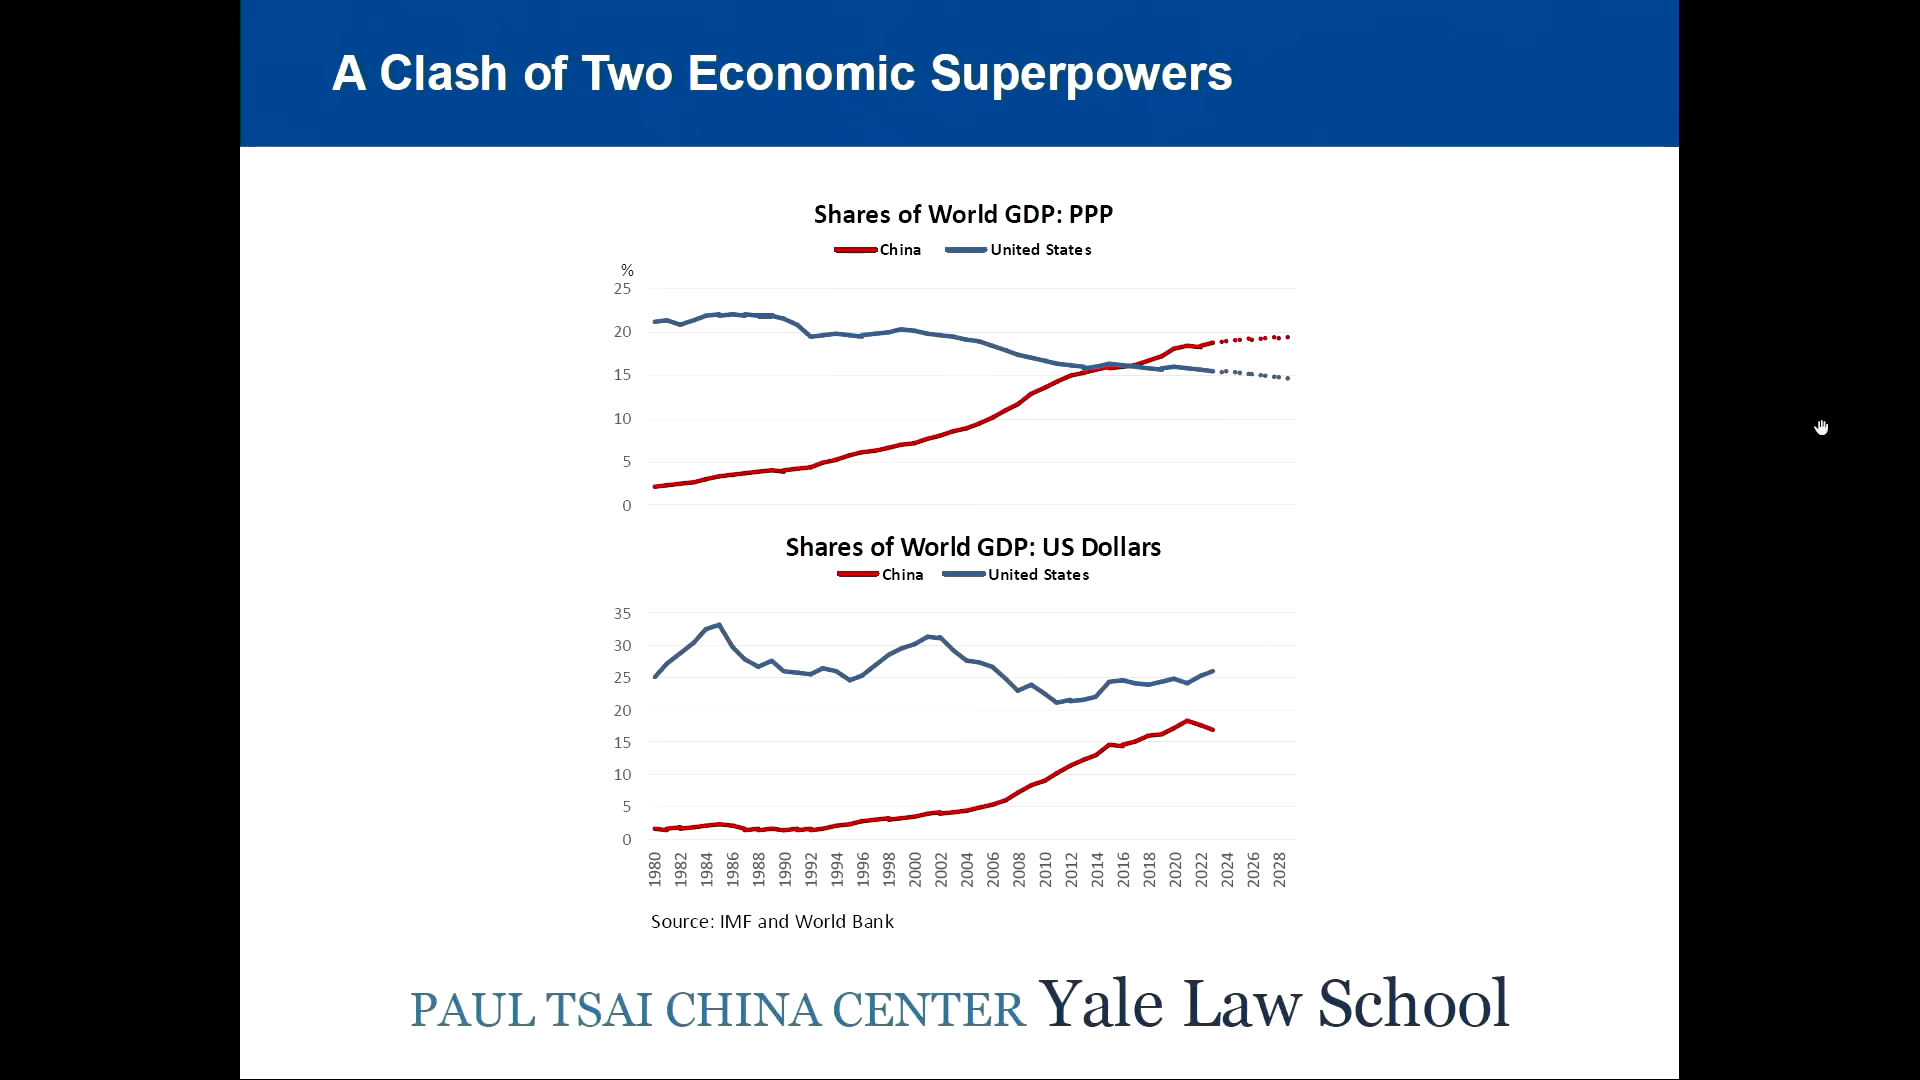 A Clash of Two Economic Superpowers
Shares of World GDP: PPP
China United States
%
25
20
15
10
5
0
Shares of World GDP: US Dollars
China United States
35
30
25
20
15
10
5
0
1980 1982 1984 1986 1988 1990 1992 1994 1996 1998 2000 2002 2004 2006 2008 2010 2012 2014 2016 2018 2020 2022 2024 2026 2028
Source: IMF and World Bank
PAUL TSAI CHINA CENTER Yale Law School